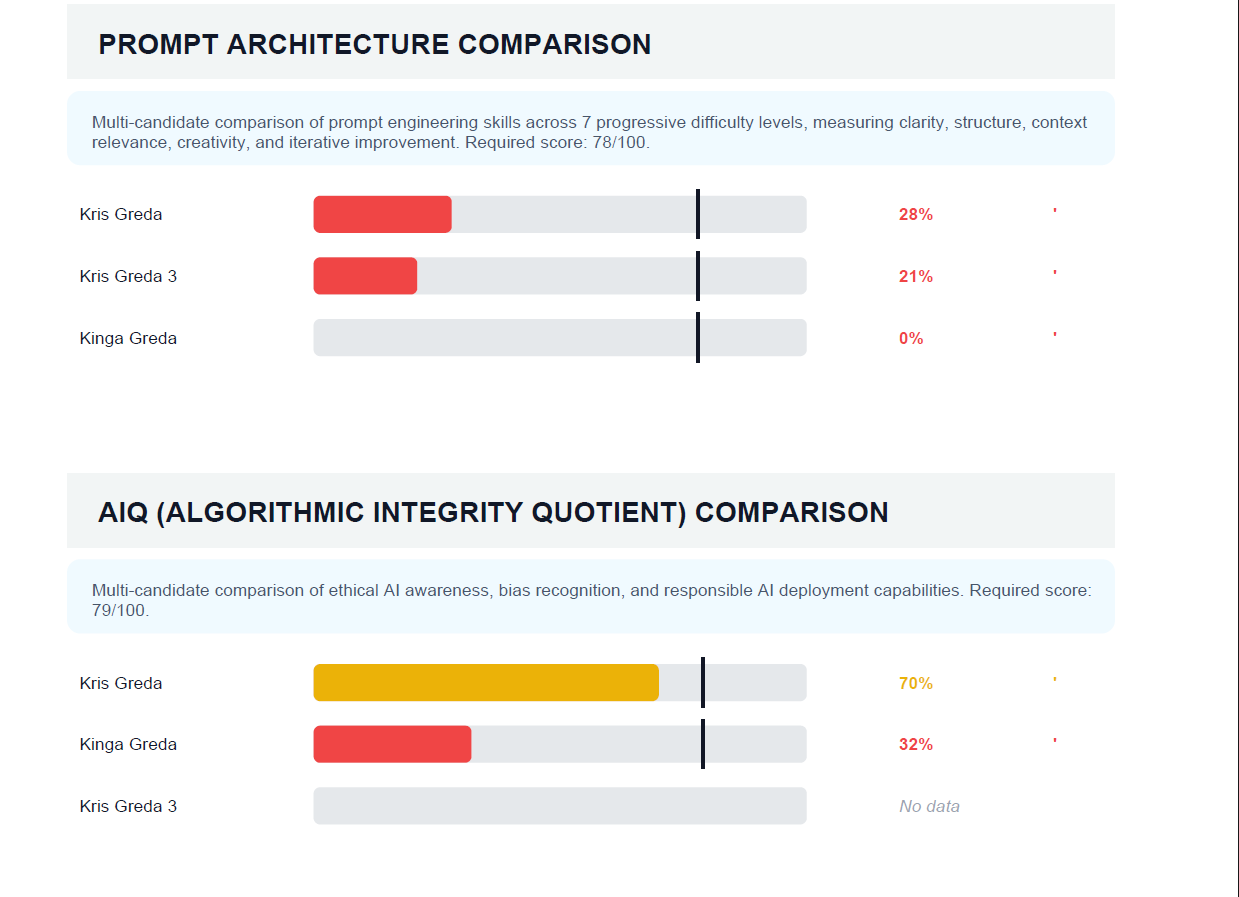 PROMPT ARCHITECTURE COMPARISON
Multi-candidate comparison of prompt engineering skills across 7 progressive difficulty levels, measuring clarity, structure, context
relevance, creativity, and iterative improvement. Required score: 78/100.
Kris Greda 28% '
Kris Greda 3 21% '
Kinga Greda 0% '
AIQ (ALGORITHMIC INTEGRITY QUOTIENT) COMPARISON
Multi-candidate comparison of ethical AI awareness, bias recognition, and responsible AI deployment capabilities. Required score:
79/100.
Kris Greda 70% '
Kinga Greda 32% '
Kris Greda 3 No data